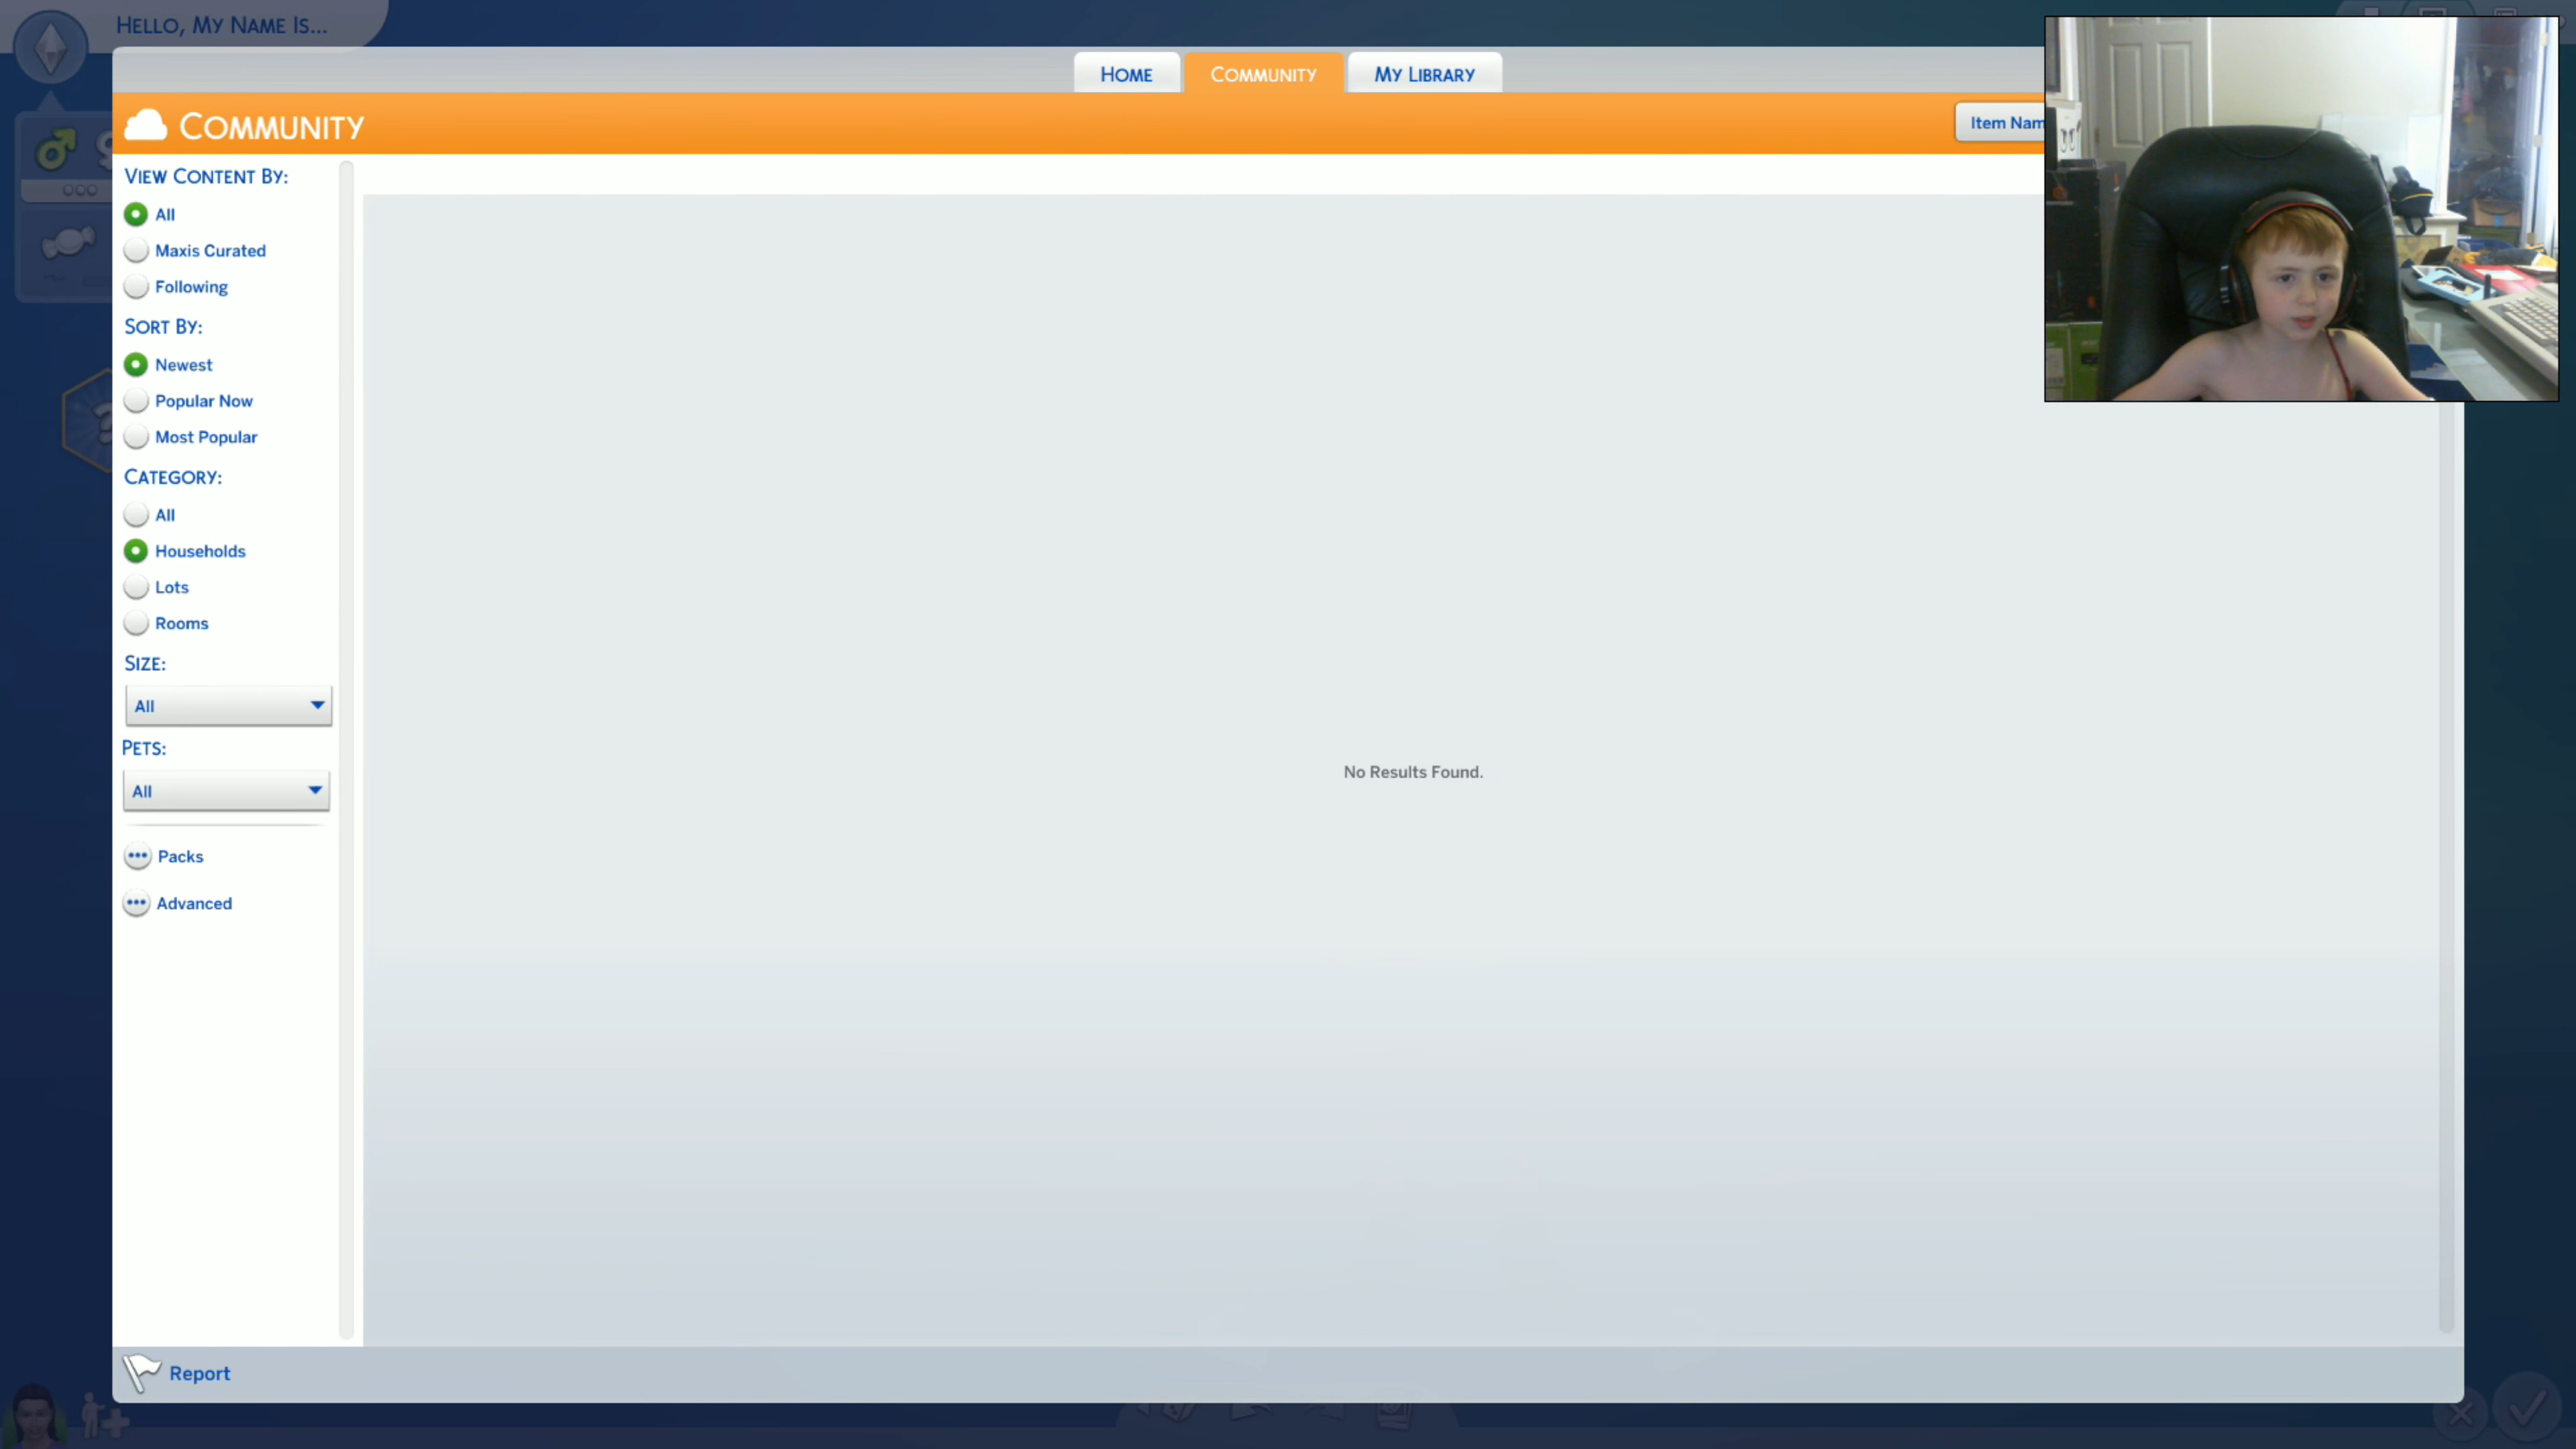 HELLO, MY NAME IS...
HOME
COMMUNITY
MY LIBRARY
COMMUNITY
Item Nam
VIEW CONTENT BY:
All
Maxis Curated
Following
SORT BY:
Newest
Popular Now
Most Popular
CATEGORY:
All
Households
Lots
Rooms
SIZE:
All
PETS:
All
Packs
Advanced
No Results Found.
Report